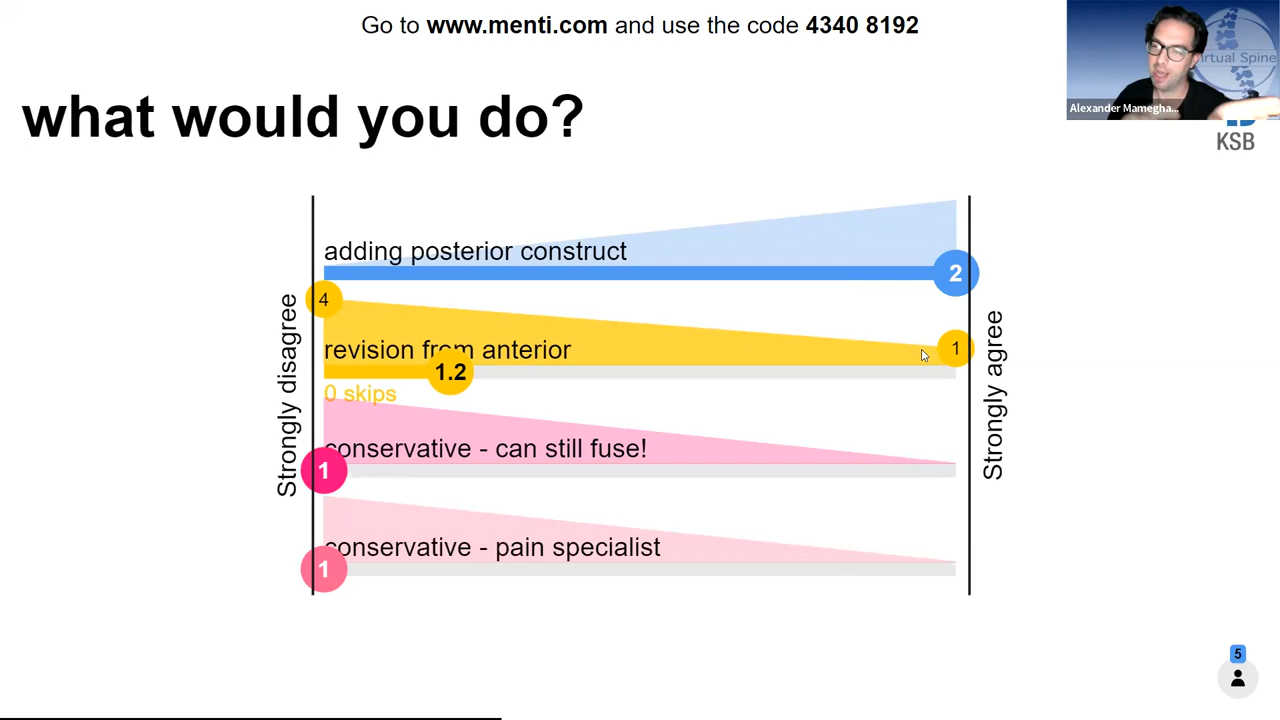 Go to www.menti.com and use the code 4340 8192
Virtual Spine
Alexander Mamegha...
KSB
what would you do?
Strongly disagree
Strongly agree
adding posterior construct
2
4
revision from anterior
1
1.2
0 skips
conservative - can still fuse!
1
conservative - pain specialist
1
5